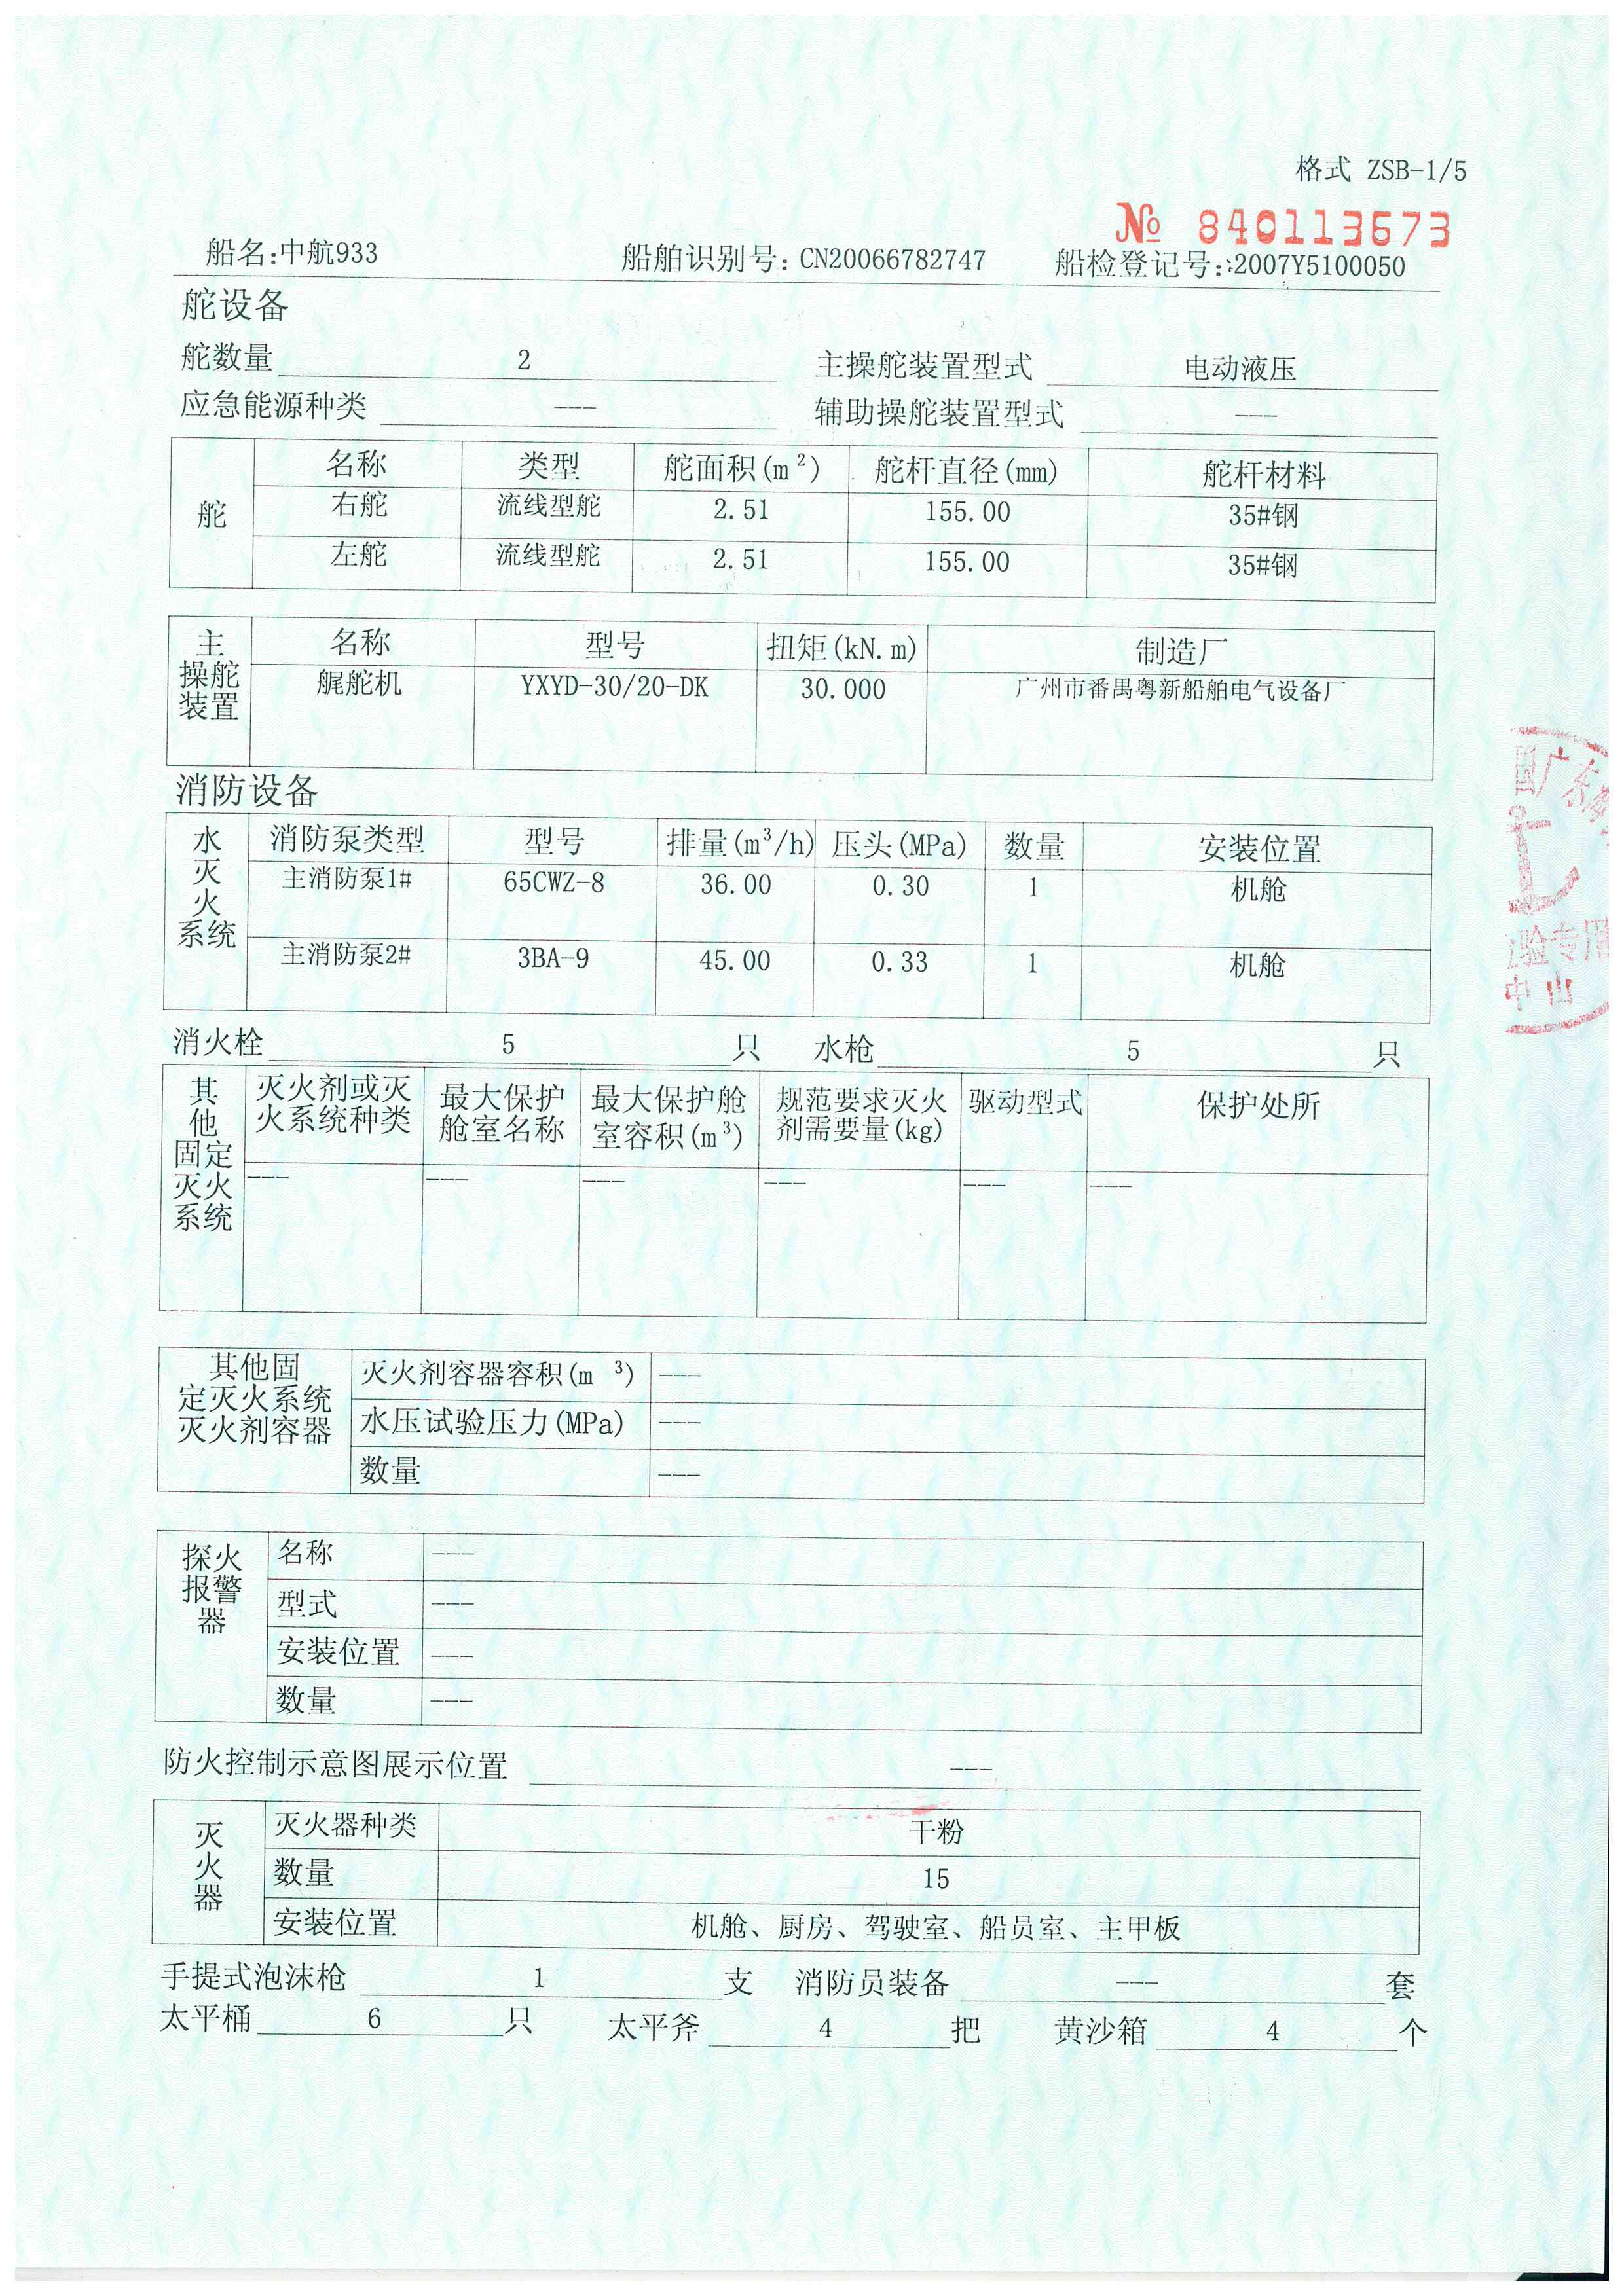 格式 ZSB-1/5
№ 840113673
船名:中航933 船舶识别号: CN20066782747 船检登记号: 2007Y5100050
舵设备
舵数量 2 主操舵装置型式 电动液压
应急能源种类 --- 辅助操舵装置型式 ---
舵 名称 类型 舵面积(m²) 舵杆直径(mm) 舵杆材料
右舵 流线型舵 2.51 155.00 35#钢
左舵 流线型舵 2.51 155.00 35#钢
主操舵装置 名称 型号 扭矩(kN.m) 制造厂
艉舵机 YXYD-30/20-DK 30.000 广州市番禺粤新船舶电气设备厂
消防设备
水灭火系统 消防泵类型 型号 排量(m³/h) 压头(MPa) 数量 安装位置
主消防泵1# 65CWZ-8 36.00 0.30 1 机舱
主消防泵2# 3BA-9 45.00 0.33 1 机舱
消火栓 5 只 水枪 5 只
其他固定灭火系统 灭火剂或灭火系统种类 最大保护舱室名称 最大保护舱室容积(m³) 规范要求灭火剂需要量(kg) 驱动型式 保护处所
--- --- --- --- --- ---
其他固定灭火系统灭火剂容器 灭火剂容器容积(m ³) ---
水压试验压力(MPa) ---
数量 ---
探火报警器 名称 ---
型式 ---
安装位置 ---
数量 ---
防火控制示意图展示位置 ---
灭火器 灭火器种类 干粉
数量 15
安装位置 机舱、厨房、驾驶室、船员室、主甲板
手提式泡沫枪 1 支 消防员装备 --- 套
太平桶 6 只 太平斧 4 把 黄沙箱 4 个
广东
验专用
中山